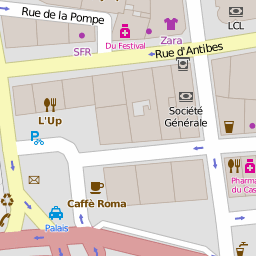 Rue de la Pompe
LCL
Zara
Du Festival
SFR
Rue d'Antibes
L'Up
Société
Générale
Pharma
du Cas
Caffè Roma
Palais